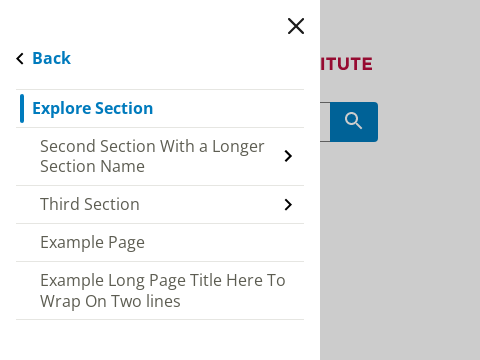 Back
ITUTE
Explore Section
Second Section With a Longer
Section Name
Third Section
Example Page
Example Long Page Title Here To
Wrap On Two lines